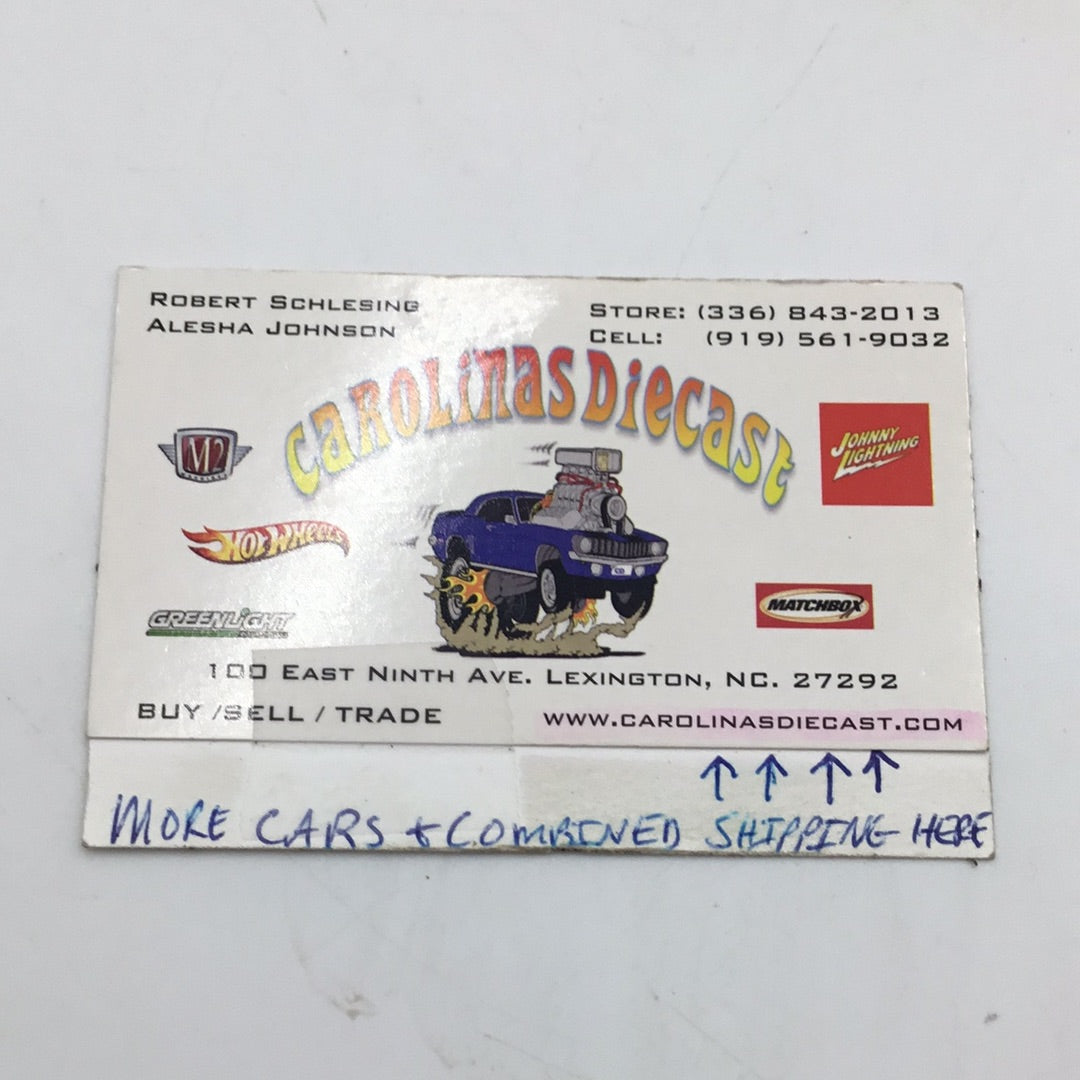 ROBERT SCHLESING
ALESHA JOHNSON
STORE: (336) 843-2013
CELL: (919) 561-9032
CAROLINAS DIECAST
M2
JOHNNY
LIGHTNING
HOT WHEELS
GREENLIGHT
MATCHBOX
100 EAST NINTH AVE. LEXINGTON, NC. 27292
BUY /SELL / TRADE
WWW.CAROLINASDIECAST.COM
MORE CARS & COMBINED SHIPPING HERE